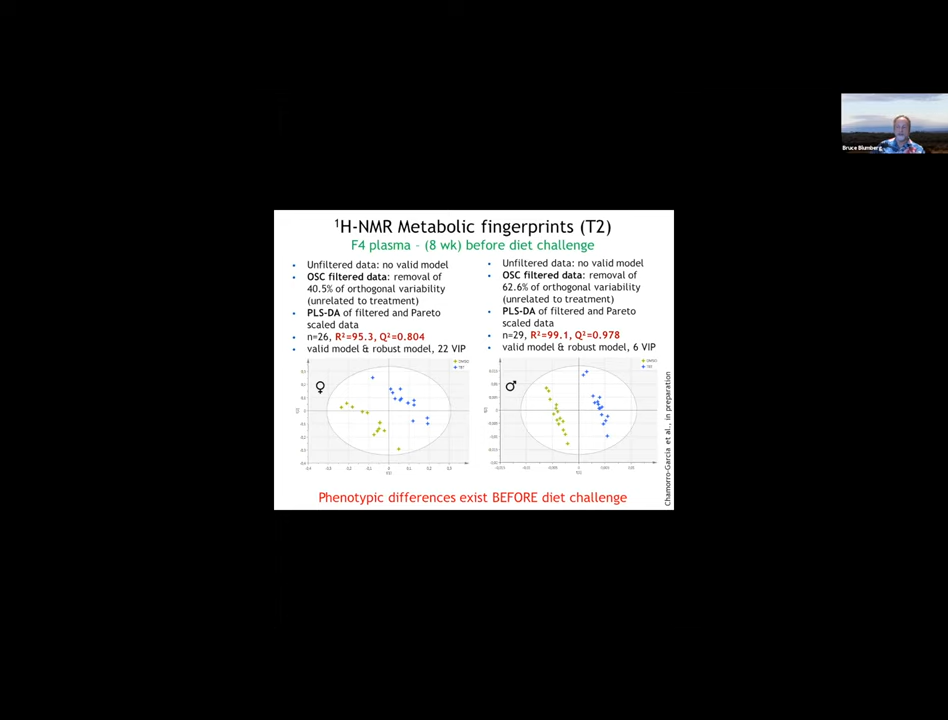 ¹H-NMR Metabolic fingerprints (T2)
F4 plasma - (8 wk) before diet challenge
• Unfiltered data: no valid model
• OSC filtered data: removal of
40.5% of orthogonal variability
(unrelated to treatment)
• PLS-DA of filtered and Pareto
scaled data
• n=26, R²=95.3, Q²=0.804
• valid model & robust model, 22 VIP
• Unfiltered data: no valid model
• OSC filtered data: removal of
62.6% of orthogonal variability
(unrelated to treatment)
• PLS-DA of filtered and Pareto
scaled data
• n=29, R²=99.1, Q²=0.978
• valid model & robust model, 6 VIP
♀
DMSO
TBT
♂
DMSO
TBT
Chamorro-Garcia et al., in preparation
Phenotypic differences exist BEFORE diet challenge
Bruce Blumberg